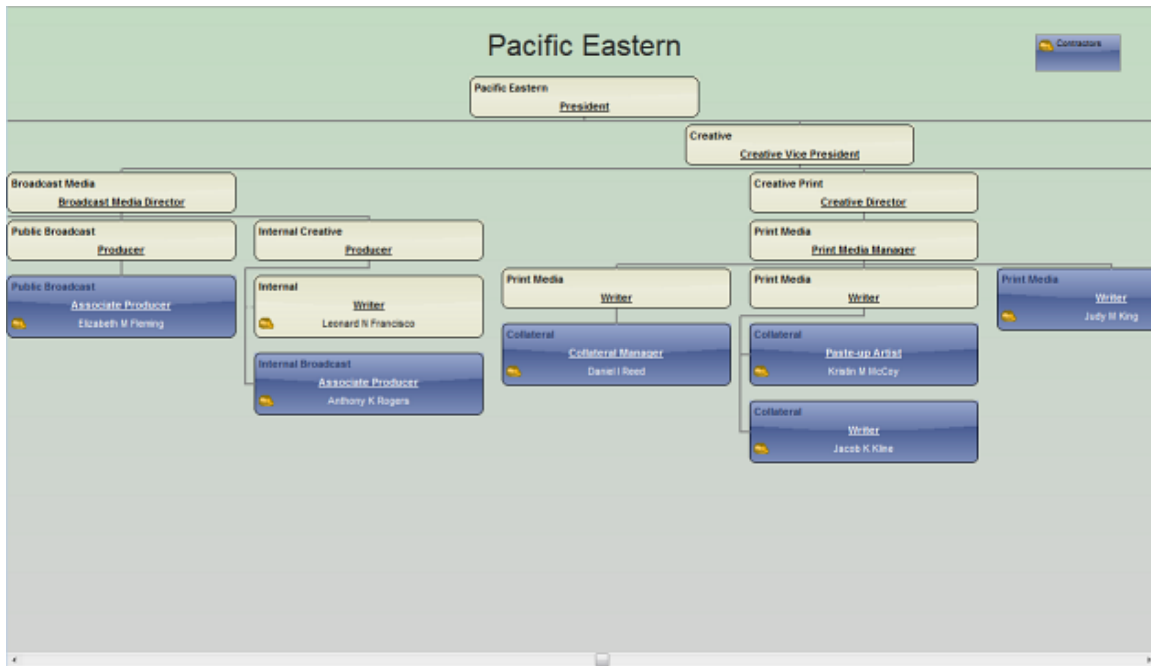 Pacific Eastern
Contractors
Pacific Eastern
President
Creative
Creative Vice President
Broadcast Media
Broadcast Media Director
Creative Print
Creative Director
Public Broadcast
Producer
Internal Creative
Producer
Print Media
Print Media Manager
Public Broadcast
Associate Producer
Elizabeth M Fleming
Internal
Writer
Leonard N Francisco
Print Media
Writer
Print Media
Writer
Print Media
Writer
Judy M King
Internal Broadcast
Associate Producer
Anthony K Rogers
Collateral
Collateral Manager
Daniel I Reed
Collateral
Paste-up Artist
Kristin M McCoy
Collateral
Writer
Jacob K Kline